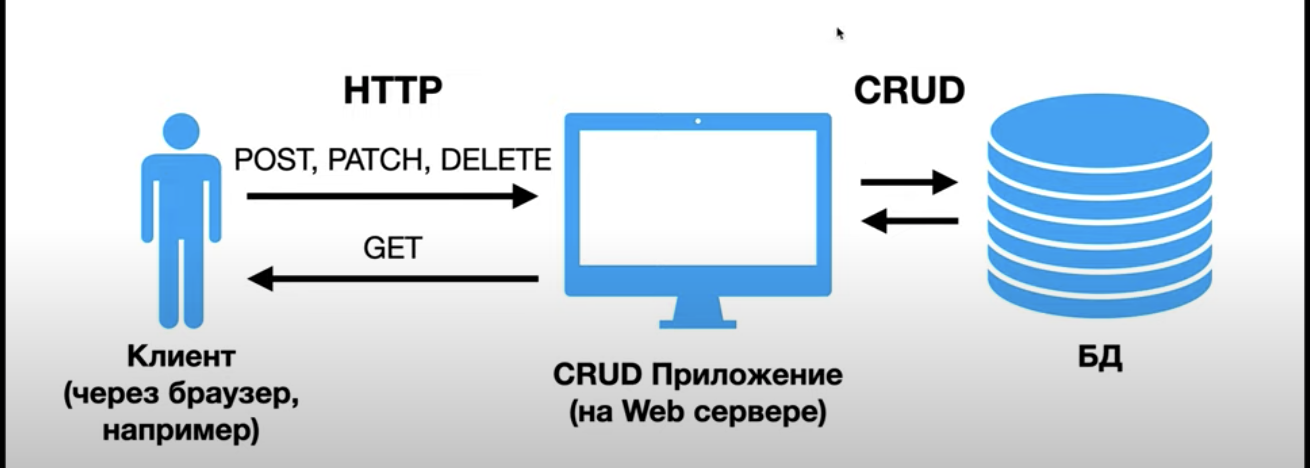 HTTP
CRUD
POST, PATCH, DELETE
GET
Клиент
(через браузер,
например)
CRUD Приложение
(на Web сервере)
БД